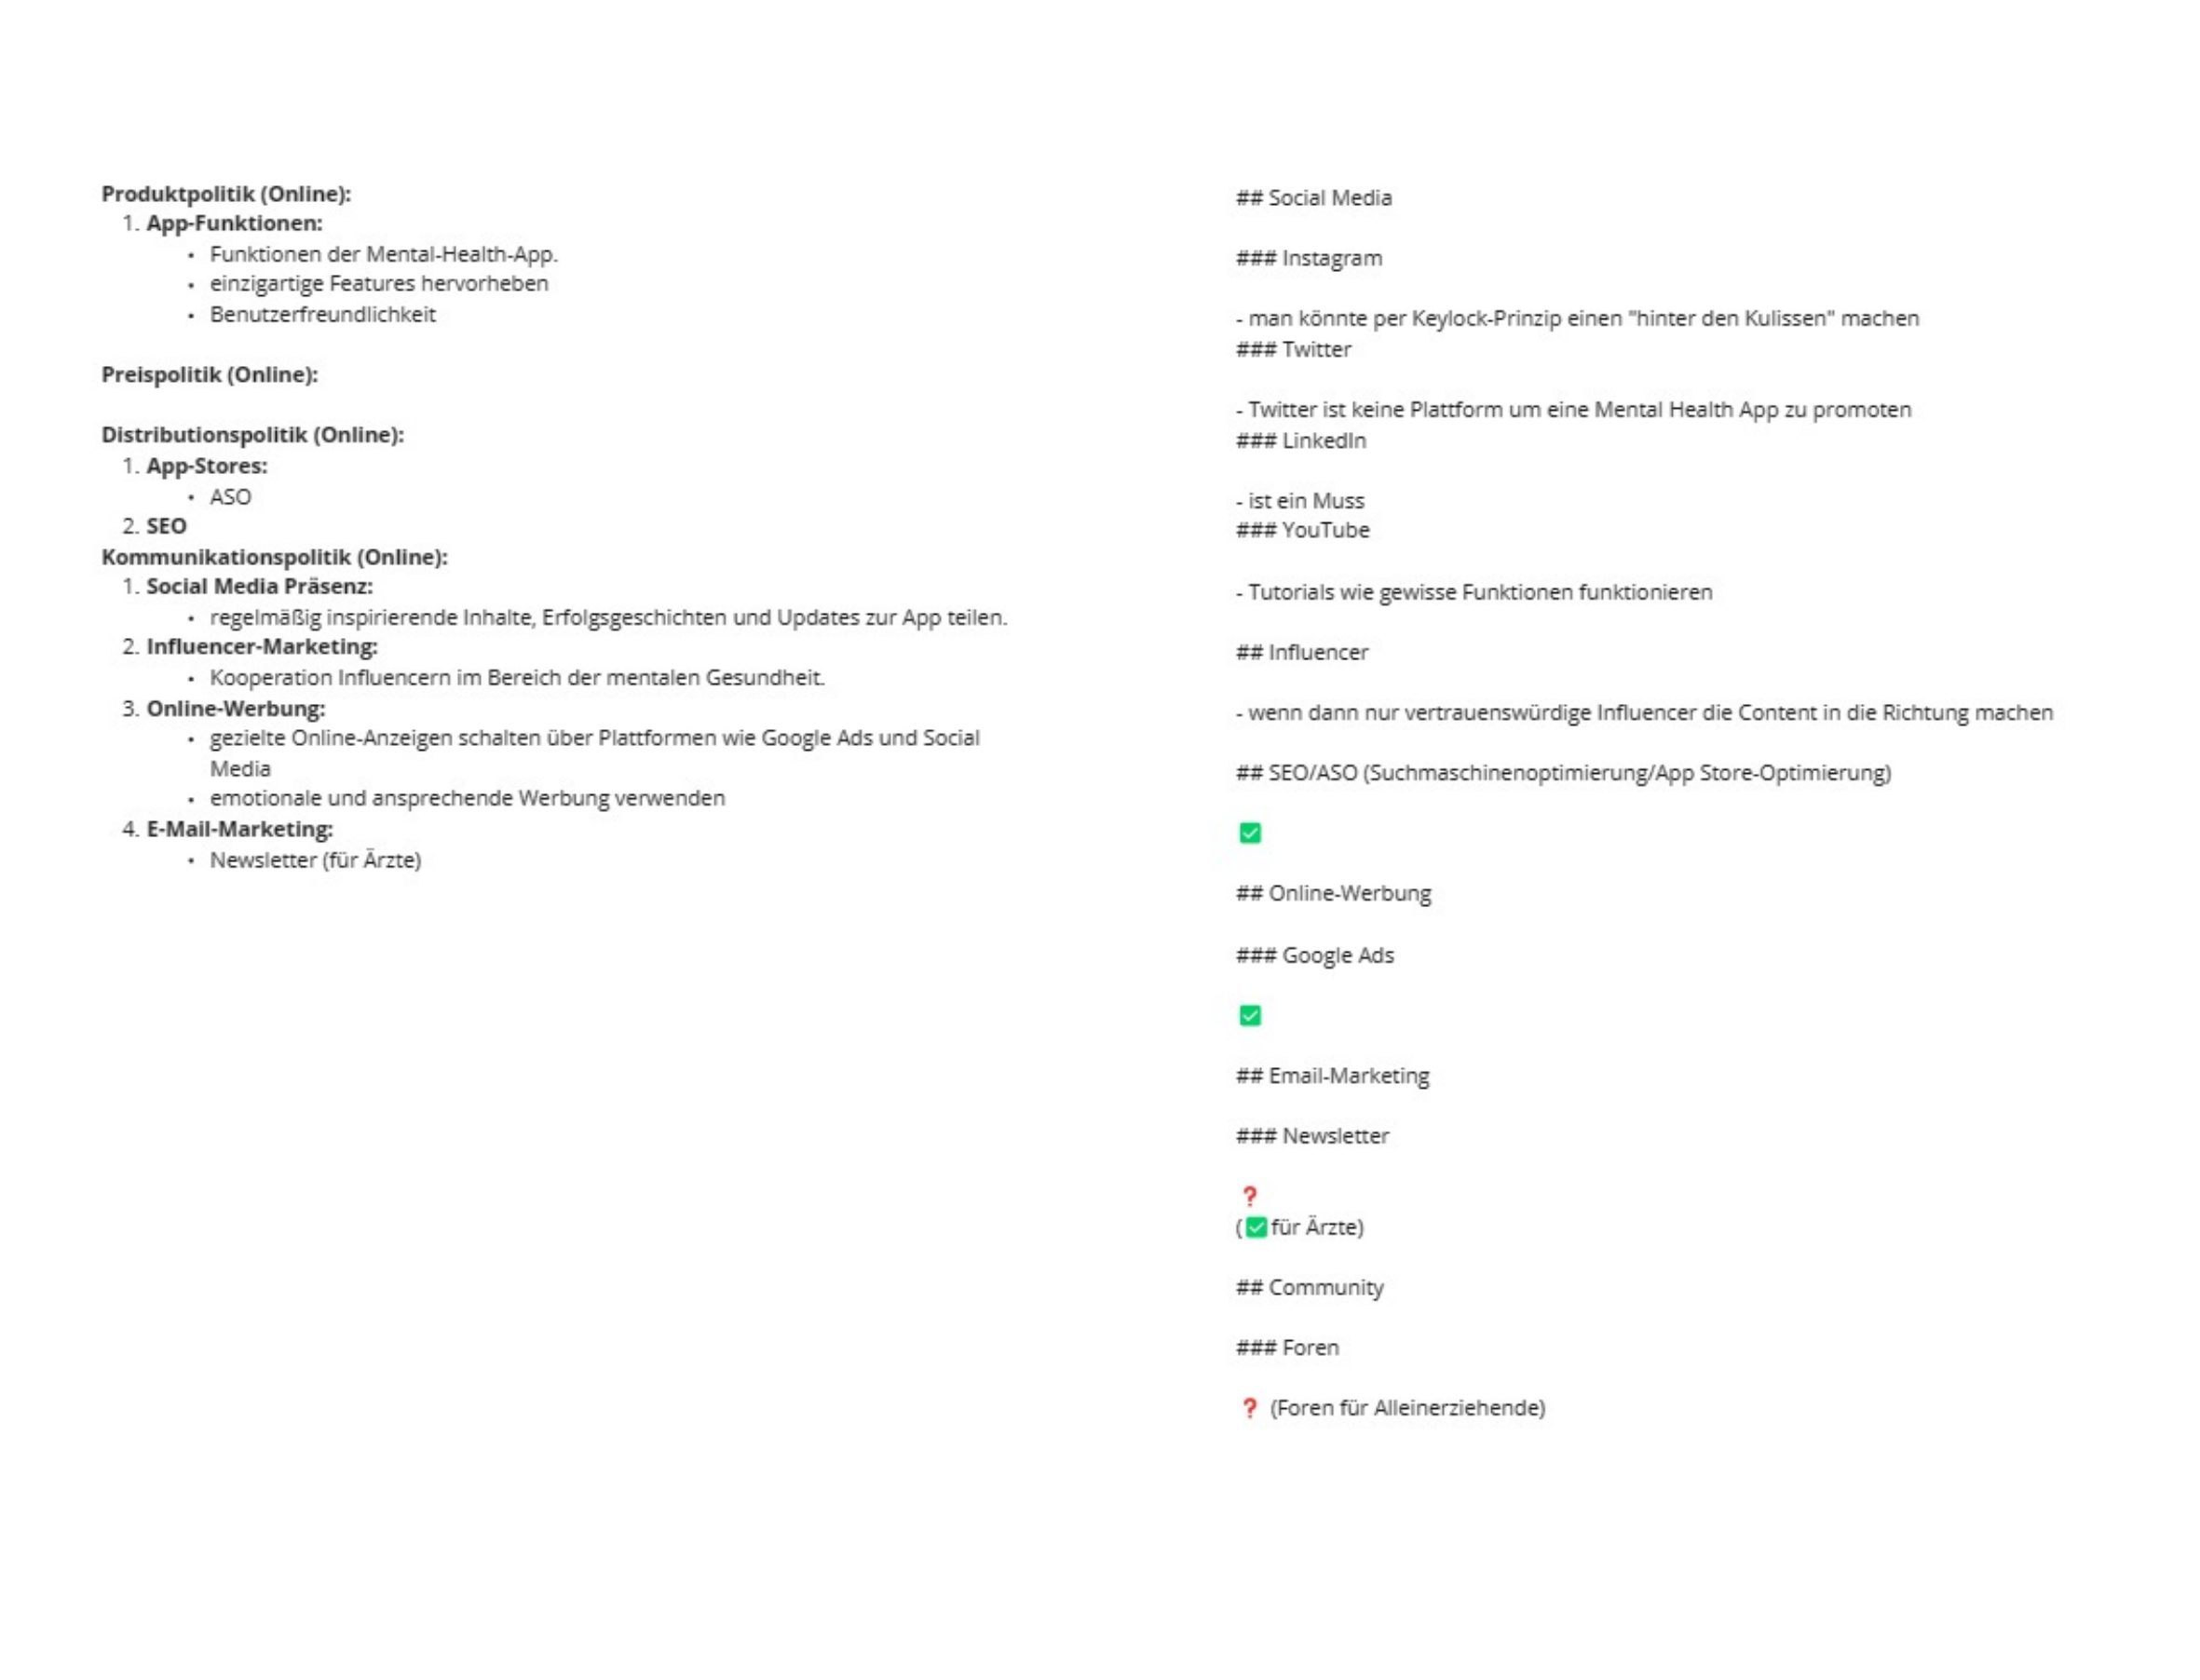 Produktpolitik (Online):
1. App-Funktionen:
• Funktionen der Mental-Health-App.
• einzigartige Features hervorheben
• Benutzerfreundlichkeit
Preispolitik (Online):
Distributionspolitik (Online):
1. App-Stores:
• ASO
2. SEO
Kommunikationspolitik (Online):
1. Social Media Präsenz:
• regelmäßig inspirierende Inhalte, Erfolgsgeschichten und Updates zur App teilen.
2. Influencer-Marketing:
• Kooperation Influencern im Bereich der mentalen Gesundheit.
3. Online-Werbung:
• gezielte Online-Anzeigen schalten über Plattformen wie Google Ads und Social
Media
• emotionale und ansprechende Werbung verwenden
4. E-Mail-Marketing:
• Newsletter (für Ärzte)
## Social Media
### Instagram
- man könnte per Keylock-Prinzip einen "hinter den Kulissen" machen
### Twitter
- Twitter ist keine Plattform um eine Mental Health App zu promoten
### LinkedIn
- ist ein Muss
### YouTube
- Tutorials wie gewisse Funktionen funktionieren
## Influencer
- wenn dann nur vertrauenswürdige Influencer die Content in die Richtung machen
## SEO/ASO (Suchmaschinenoptimierung/App Store-Optimierung)
✅
## Online-Werbung
### Google Ads
✅
## Email-Marketing
### Newsletter
❓
(✅ für Ärzte)
## Community
### Foren
❓ (Foren für Alleinerziehende)